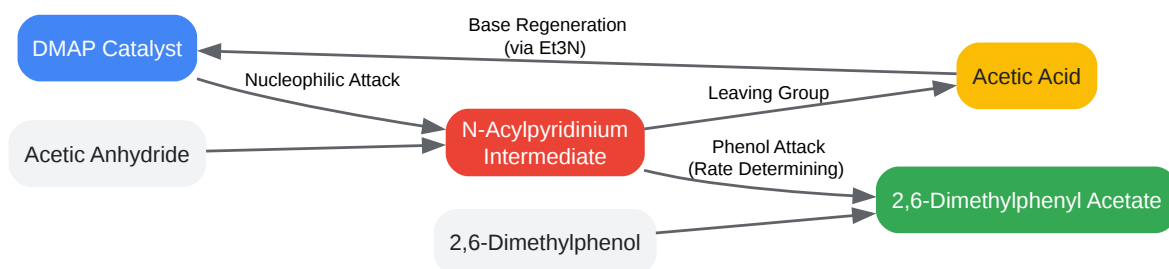 Base Regeneration
(via Et3N)
DMAP Catalyst
Nucleophilic Attack
Acetic Acid
Leaving Group
Acetic Anhydride
N-Acylpyridinium
Intermediate
Phenol Attack
(Rate Determining)
2,6-Dimethylphenyl Acetate
2,6-Dimethylphenol